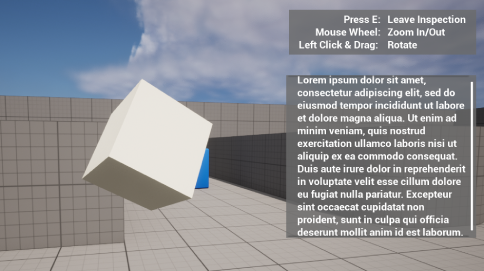 Press E: Leave Inspection
Mouse Wheel: Zoom In/Out
Left Click & Drag: Rotate
Lorem ipsum dolor sit amet,
consectetur adipiscing elit, sed do
eiusmod tempor incididunt ut labore
et dolore magna aliqua. Ut enim ad
minim veniam, quis nostrud
exercitation ullamco laboris nisi ut
aliquip ex ea commodo consequat.
Duis aute irure dolor in reprehenderit
in voluptate velit esse cillum dolore
eu fugiat nulla pariatur. Excepteur
sint occaecat cupidatat non
proident, sunt in culpa qui officia
deserunt mollit anim id est laborum.